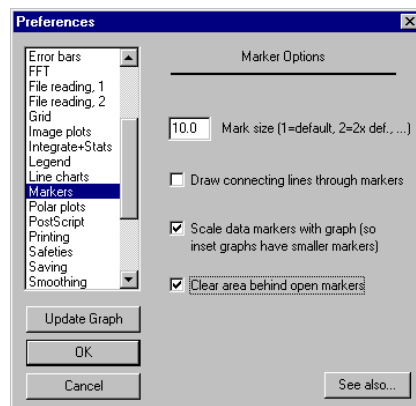 Preferences
Error bars
FFT
File reading, 1
File reading, 2
Grid
Image plots
Integrate+Stats
Legend
Line charts
Markers
Polar plots
PostScript
Printing
Safeties
Saving
Smoothing
Update Graph
OK
Cancel
Marker Options
10.0 Mark size (1=default, 2=2x def., ...)
Draw connecting lines through markers
Scale data markers with graph (so
inset graphs have smaller markers)
Clear area behind open markers
See also...